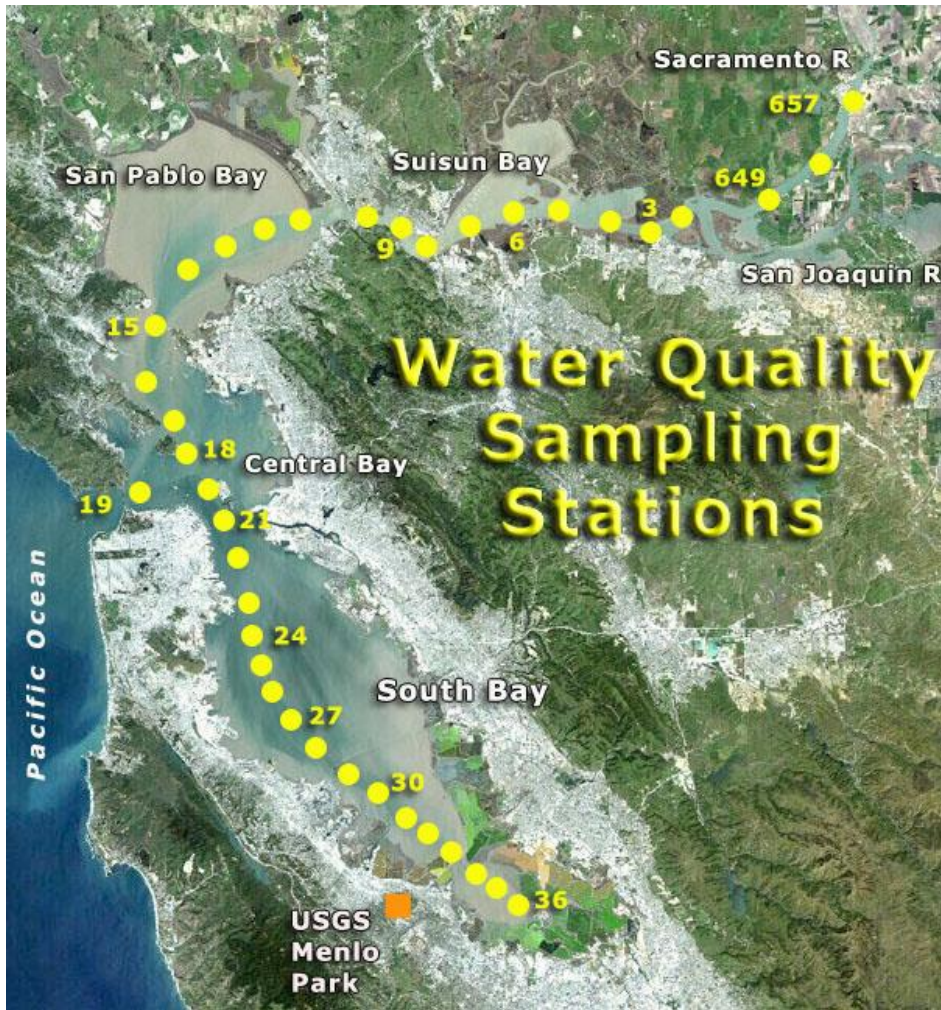 Sacramento R
657
Suisun Bay
San Pablo Bay
649
3
9
6
San Joaquin R
15
Water Quality
Sampling
Stations
18
Central Bay
19
21
Pacific Ocean
24
South Bay
27
30
36
USGS
Menlo
Park